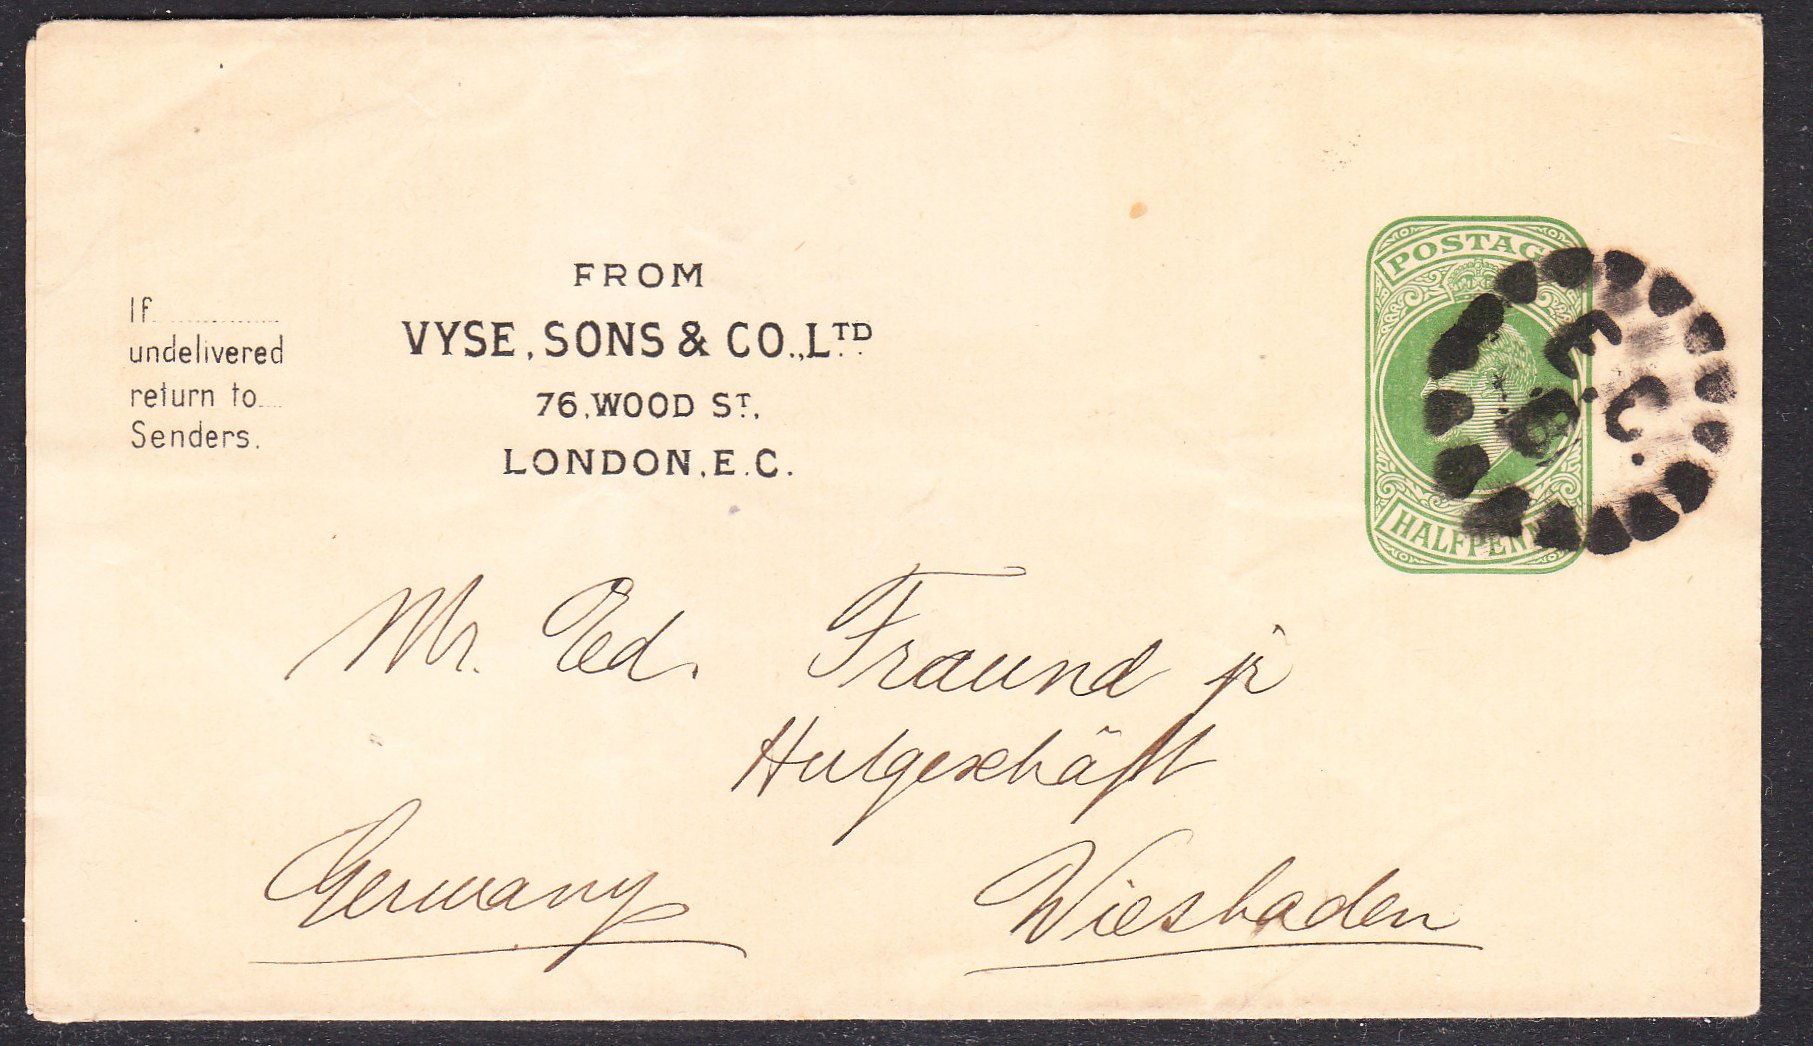 FROM
VYSE, SONS & CO., LTD
76, WOOD ST.,
LONDON, E.C.
If
undelivered
return to
Senders.
POSTAGE
HALFPENNY
E.C.
Mr. Ed. Fraund jr
Hutgeschäft
Germany Wiesbaden